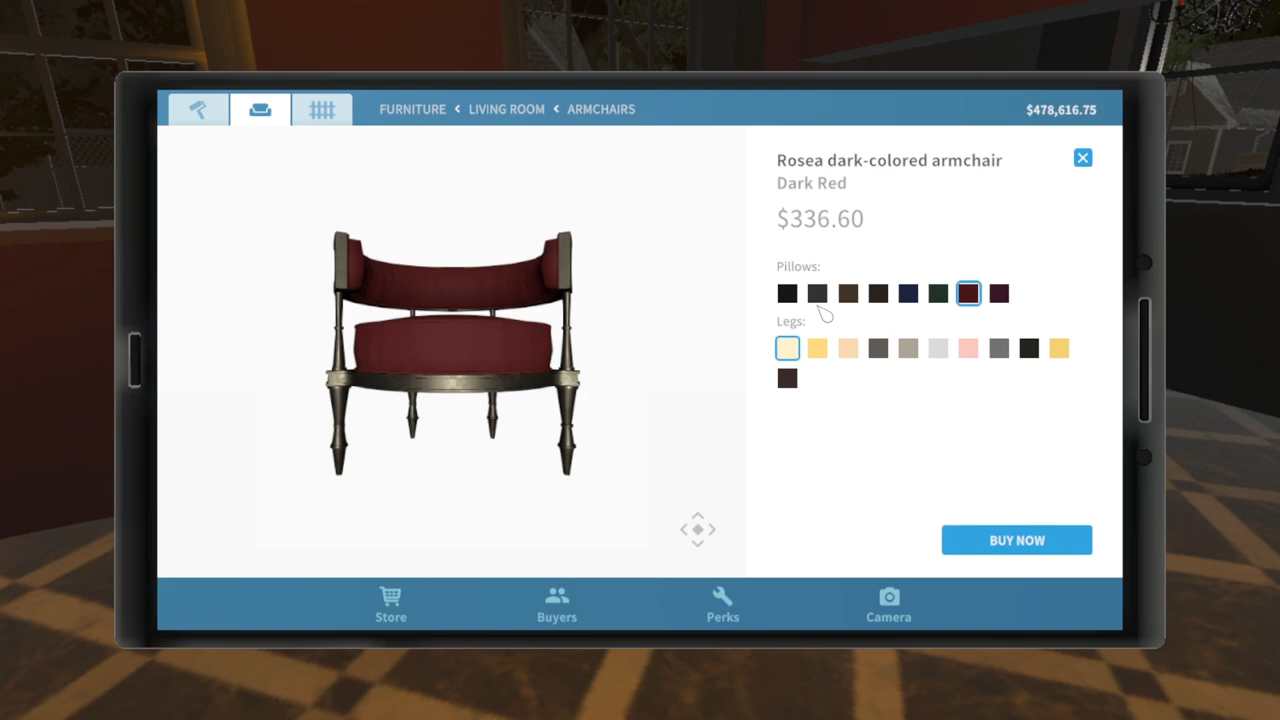 FURNITURE < LIVING ROOM < ARMCHAIRS
$478,616.75
Rosea dark-colored armchair
Dark Red
$336.60
Pillows:
Legs:
BUY NOW
Store
Buyers
Perks
Camera